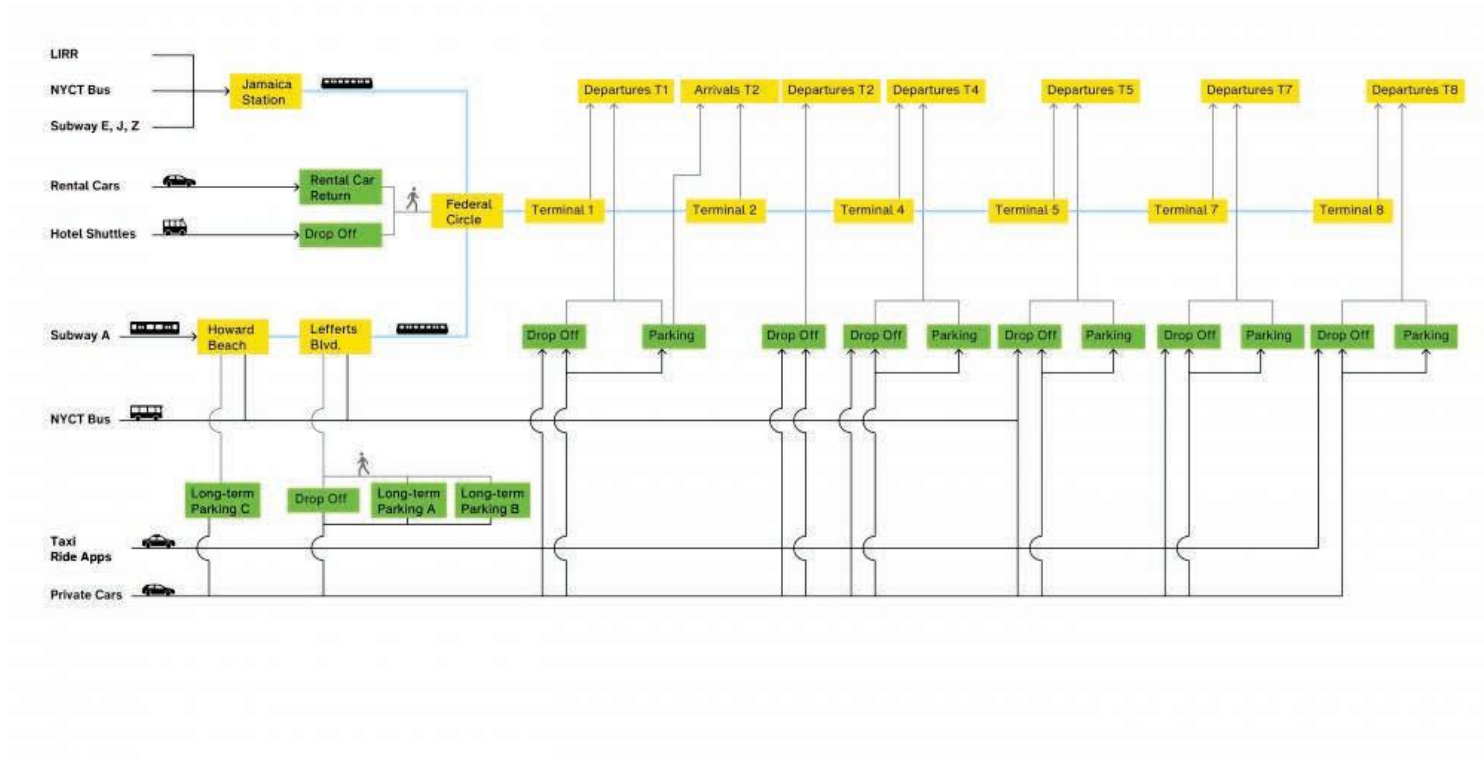 LIRR
NYCT Bus
Subway E, J, Z
Jamaica
Station
Departures T1
Arrivals T2
Departures T2
Departures T4
Departures T5
Departures T7
Departures T8
Rental Cars
Rental Car
Return
Hotel Shuttles
Drop Off
Federal
Circle
Terminal 1
Terminal 2
Terminal 4
Terminal 5
Terminal 7
Terminal 8
Subway A
Howard
Beach
Lefferts
Blvd.
Drop Off
Parking
Drop Off
Drop Off
Parking
Drop Off
Parking
Drop Off
Parking
Drop Off
Parking
NYCT Bus
Long-term
Parking C
Drop Off
Long-term
Parking A
Long-term
Parking B
Taxi
Ride Apps
Private Cars